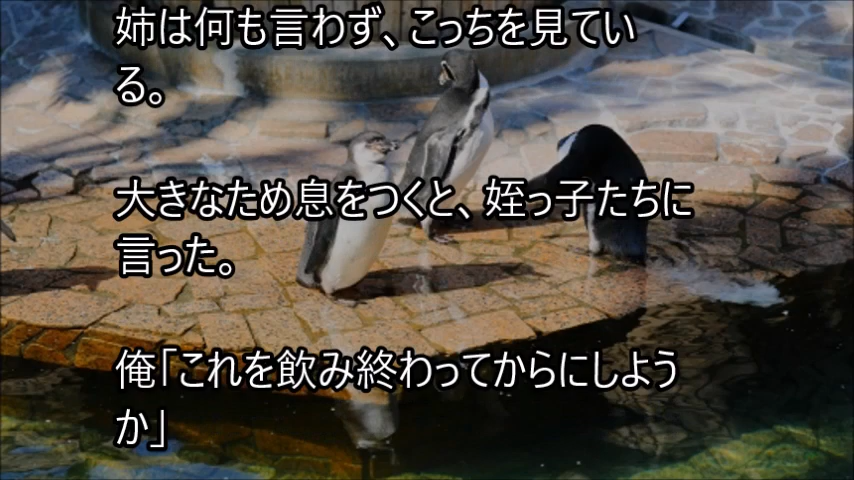 姉は何も言わず、こっちを見てい
る。
大きなため息をつくと、姪っ子たちに
言った。
俺「これを飲み終わってからにしよう
か」